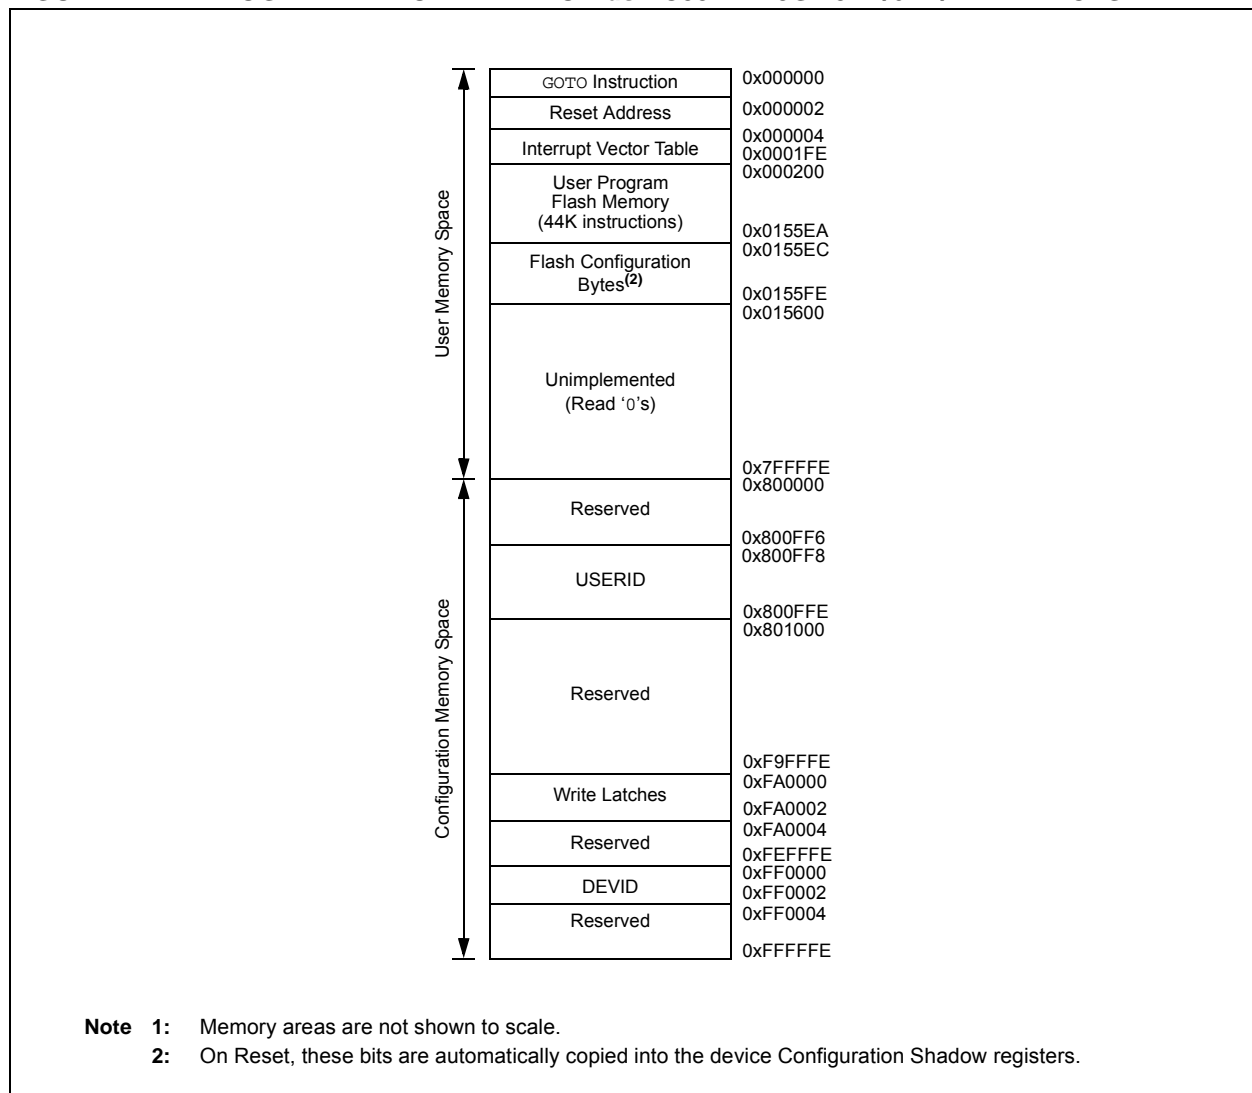 GOTO Instruction
0x000000
Reset Address
0x000002
Interrupt Vector Table
0x000004
0x0001FE
User Program
Flash Memory
(44K instructions)
0x000200
0x0155EA
Flash Configuration
Bytes(2)
0x0155EC
0x0155FE
Unimplemented
(Read ‘0’s)
0x015600
0x7FFFFE
User Memory Space
Reserved
0x800000
0x800FF6
USERID
0x800FF8
0x800FFE
Reserved
0x801000
0xF9FFFE
Write Latches
0xFA0000
0xFA0002
Reserved
0xFA0004
0xFEFFFE
DEVID
0xFF0000
0xFF0002
Reserved
0xFF0004
0xFFFFFE
Configuration Memory Space
Note 1: Memory areas are not shown to scale.
2: On Reset, these bits are automatically copied into the device Configuration Shadow registers.